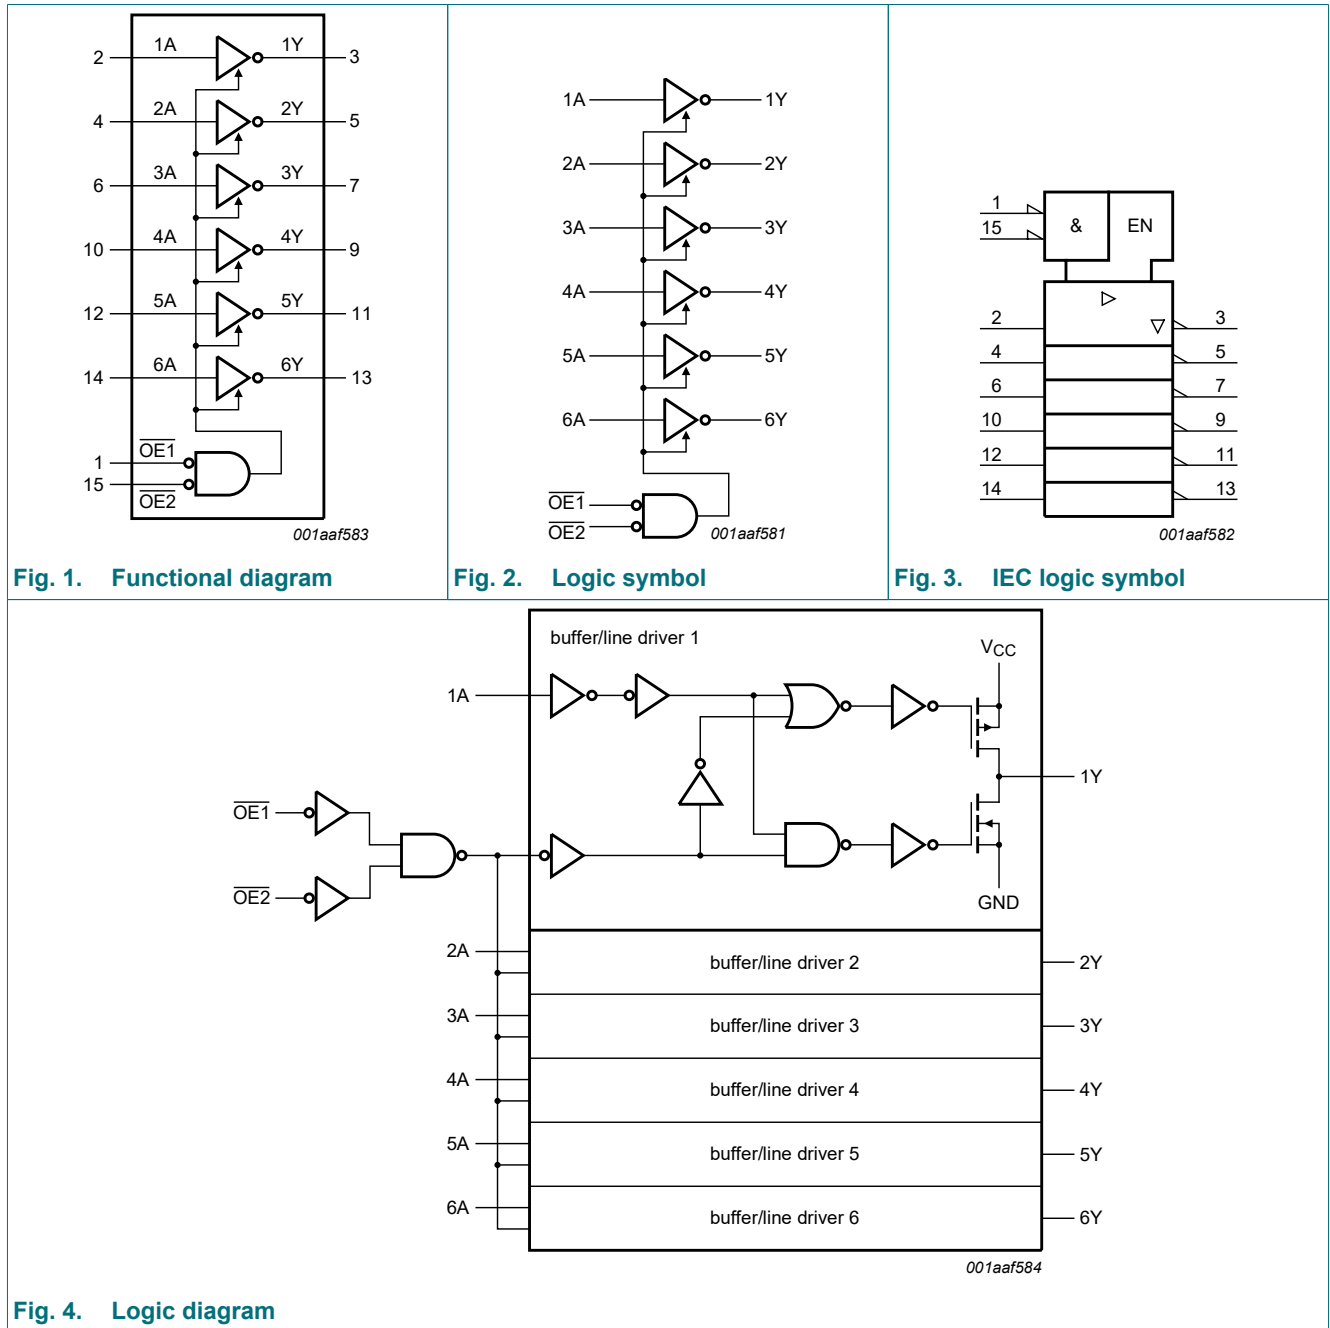 2 1A 1Y 3
4 2A 2Y 5
6 3A 3Y 7
10 4A 4Y 9
12 5A 5Y 11
14 6A 6Y 13
1 OE1
15 OE2
001aaf583
Fig. 1. Functional diagram
1A 1Y
2A 2Y
3A 3Y
4A 4Y
5A 5Y
6A 6Y
OE1
OE2
001aaf581
Fig. 2. Logic symbol
1
15
& EN
2 3
4 5
6 7
10 9
12 11
14 13
001aaf582
Fig. 3. IEC logic symbol
buffer/line driver 1
VCC
1A
1Y
OE1
OE2
GND
2A buffer/line driver 2 2Y
3A buffer/line driver 3 3Y
4A buffer/line driver 4 4Y
5A buffer/line driver 5 5Y
6A buffer/line driver 6 6Y
001aaf584
Fig. 4. Logic diagram